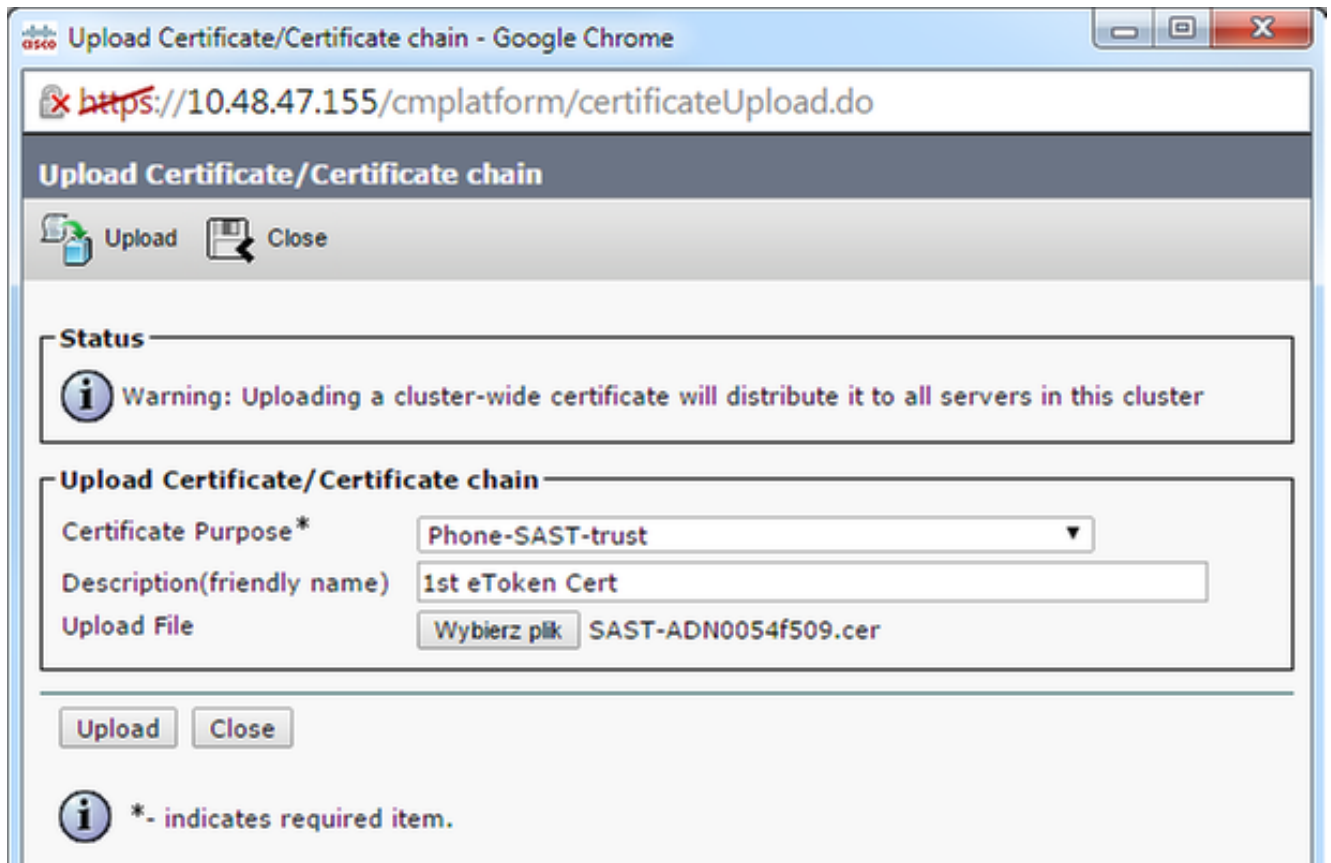 cisco Upload Certificate/Certificate chain - Google Chrome
https://10.48.47.155/cmplatform/certificateUpload.do
Upload Certificate/Certificate chain
Upload Close
Status
Warning: Uploading a cluster-wide certificate will distribute it to all servers in this cluster
Upload Certificate/Certificate chain
Certificate Purpose* Phone-SAST-trust
Description(friendly name) 1st eToken Cert
Upload File Wybierz plik SAST-ADN0054f509.cer
Upload Close
*- indicates required item.